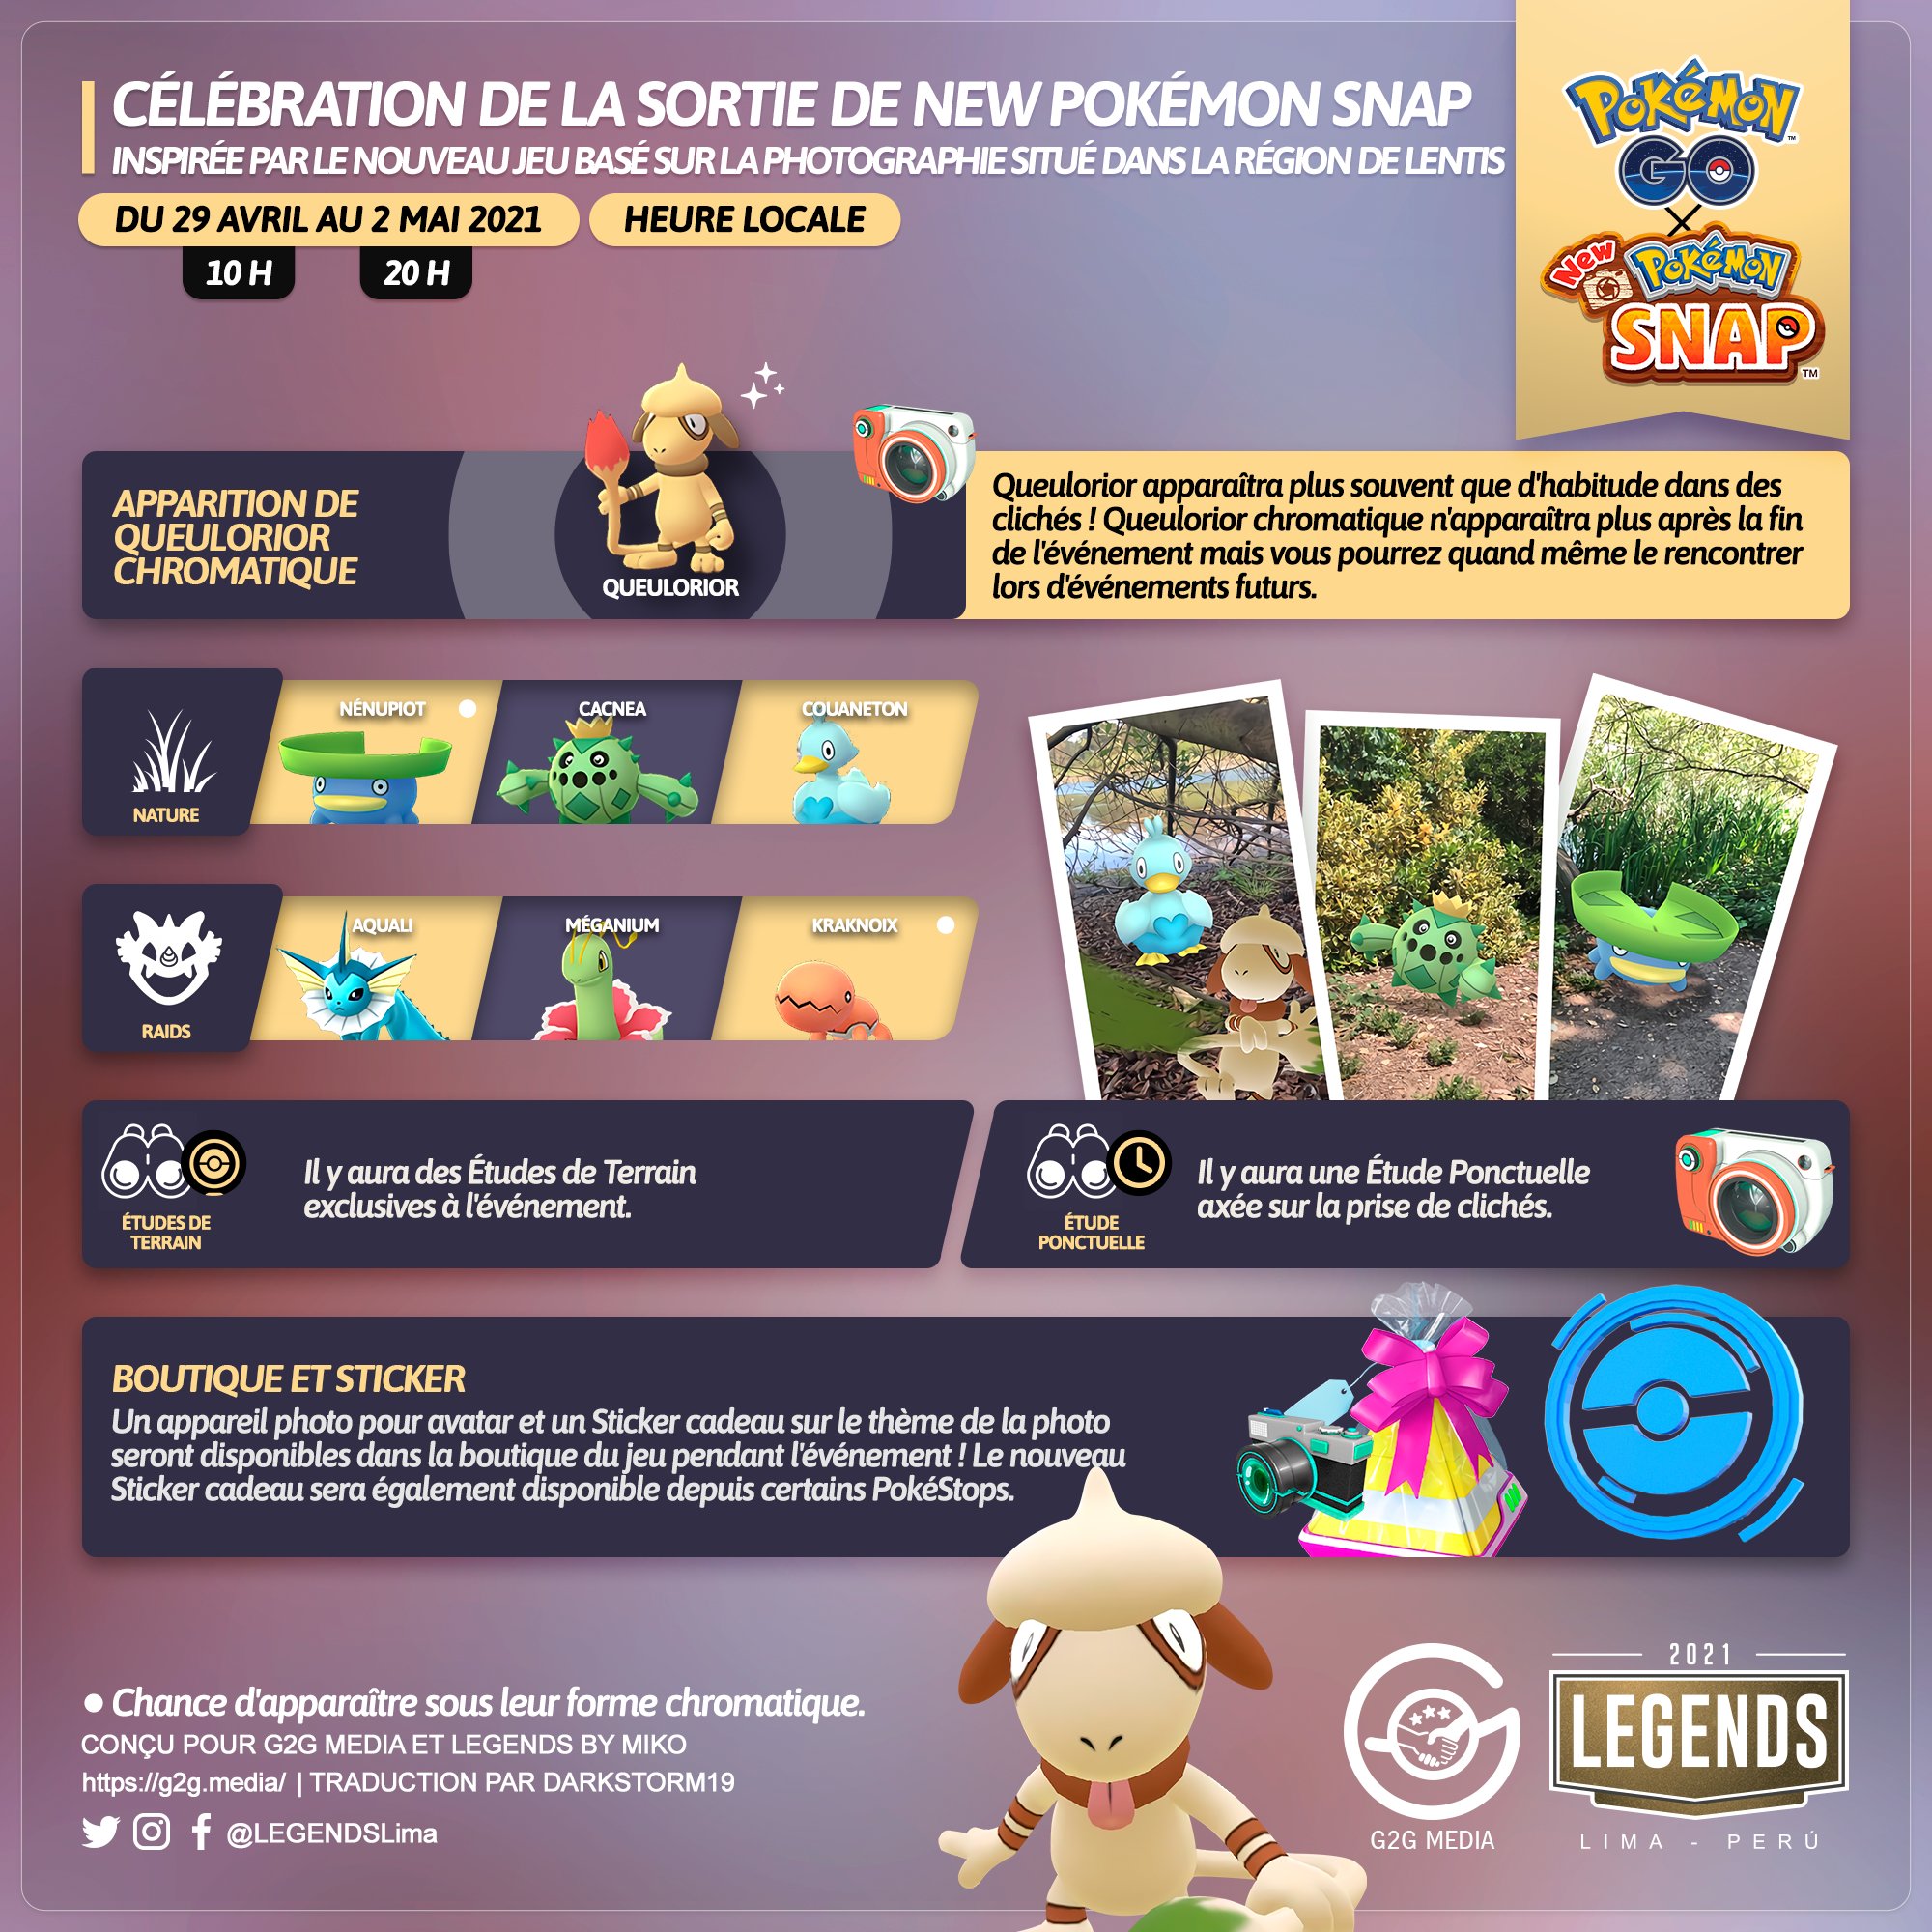 CÉLÉBRATION DE LA SORTIE DE NEW POKÉMON SNAP
INSPIRÉE PAR LE NOUVEAU JEU BASÉ SUR LA PHOTOGRAPHIE SITUÉ DANS LA RÉGION DE LENTIS
DU 29 AVRIL AU 2 MAI 2021
HEURE LOCALE
10 H
20 H
POKÉMON
GO
X
New
POKÉMON
SNAP
TM
APPARITION DE
QUEULORIOR
CHROMATIQUE
QUEULORIOR
Queulorior apparaîtra plus souvent que d'habitude dans des
clichés ! Queulorior chromatique n'apparaîtra plus après la fin
de l'événement mais vous pourrez quand même le rencontrer
lors d'événements futurs.
NATURE
NÉNUPIOT
CACNEA
COUANETON
RAIDS
AQUALI
MÉGANIUM
KRAKNOIX
ÉTUDES DE
TERRAIN
Il y aura des Études de Terrain
exclusives à l'événement.
ÉTUDE
PONCTUELLE
Il y aura une Étude Ponctuelle
axée sur la prise de clichés.
BOUTIQUE ET STICKER
Un appareil photo pour avatar et un Sticker cadeau sur le thème de la photo
seront disponibles dans la boutique du jeu pendant l'événement ! Le nouveau
Sticker cadeau sera également disponible depuis certains PokéStops.
● Chance d'apparaître sous leur forme chromatique.
CONÇU POUR G2G MEDIA ET LEGENDS BY MIKO
https://g2g.media/ | TRADUCTION PAR DARKSTORM19
@LEGENDSLima
G2G MEDIA
2021
LEGENDS
LIMA - PERÚ